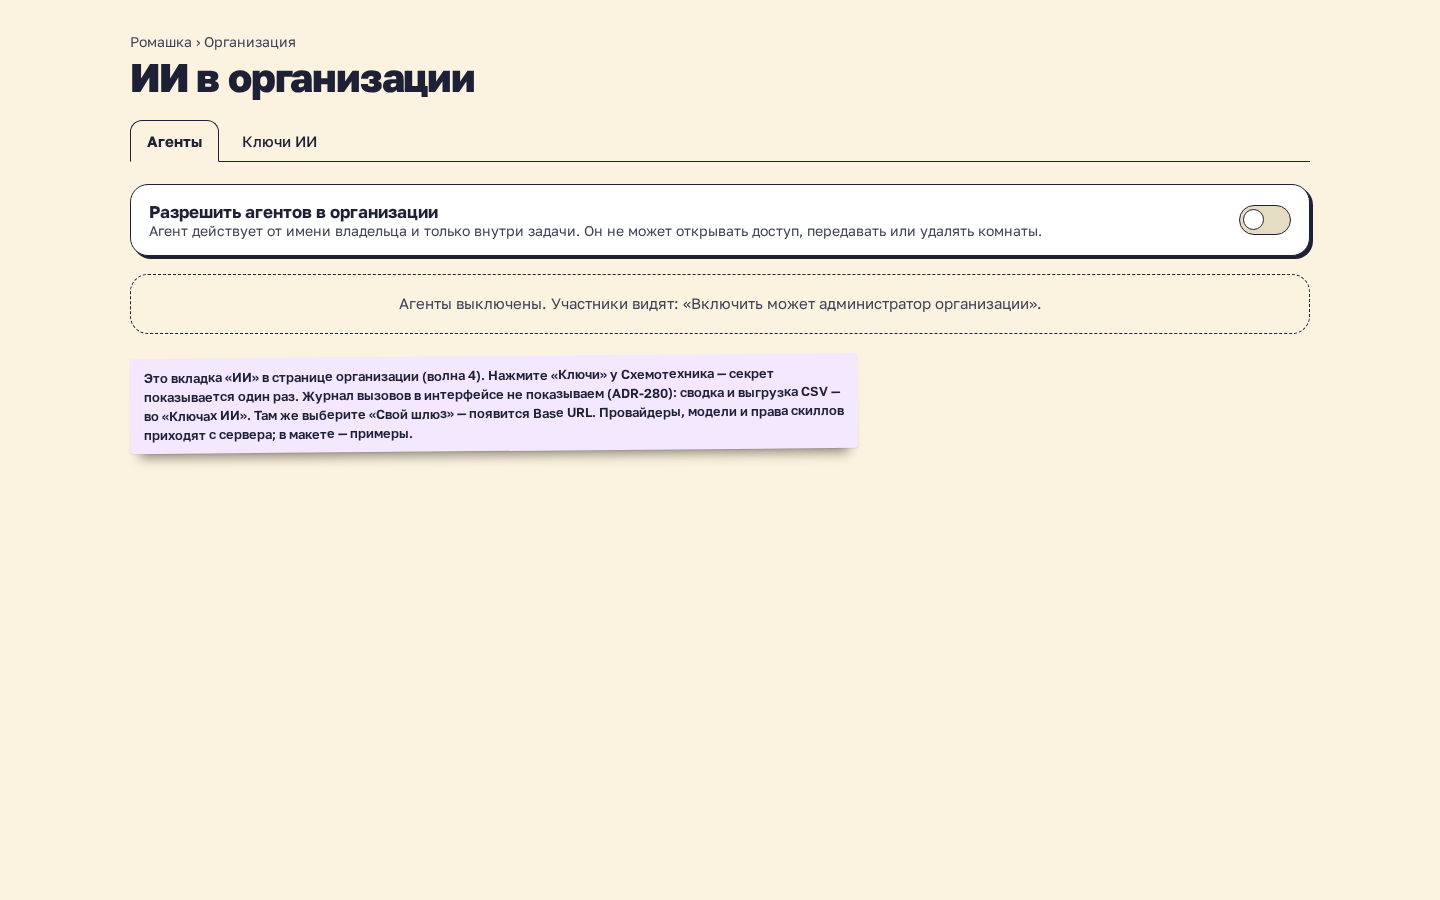 Ромашка › Организация
ИИ в организации
Агенты
Ключи ИИ
Разрешить агентов в организации
Агент действует от имени владельца и только внутри задачи. Он не может открывать доступ, передавать или удалять комнаты.
Агенты выключены. Участники видят: «Включить может администратор организации».
Это вкладка «ИИ» в странице организации (волна 4). Нажмите «Ключи» у Схемотехника — секрет
показывается один раз. Журнал вызовов в интерфейсе не показываем (ADR-280): сводка и выгрузка CSV —
во «Ключах ИИ». Там же выберите «Свой шлюз» — появится Base URL. Провайдеры, модели и права скиллов
приходят с сервера; в макете — примеры.